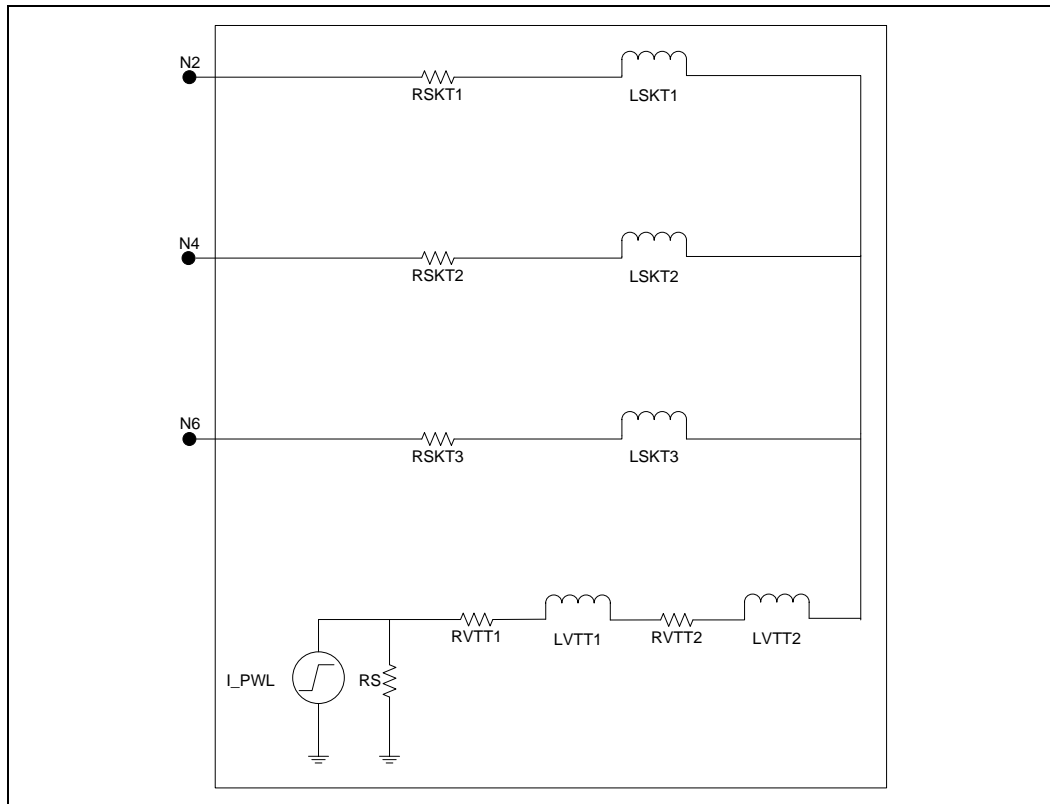 N2
RSKT1
LSKT1
N4
RSKT2
LSKT2
N6
RSKT3
LSKT3
RVTT1
LVTT1
RVTT2
LVTT2
I_PWL
RS